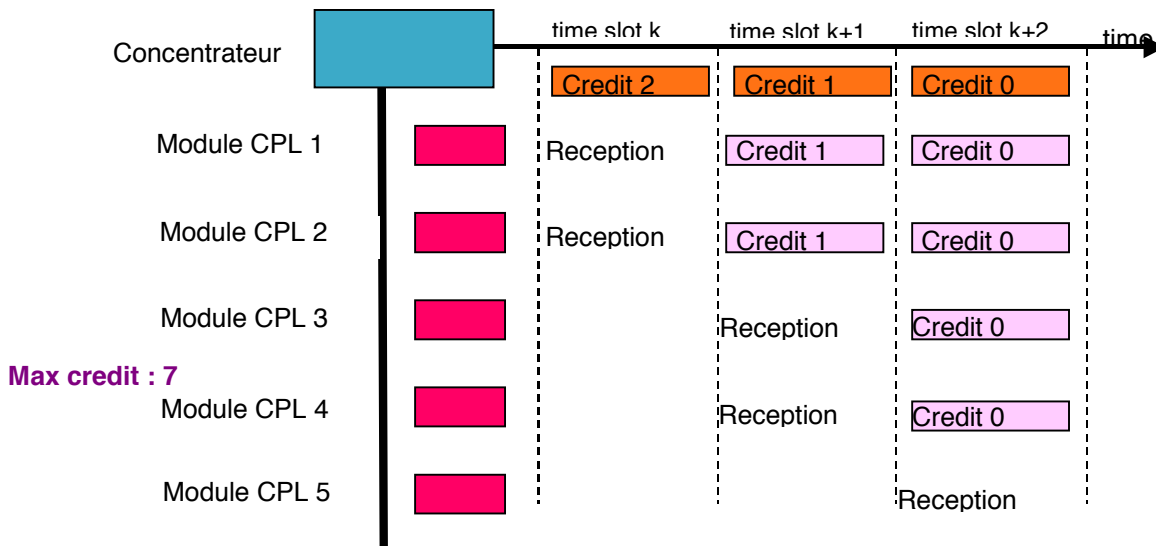 time slot k time slot k+1 time slot k+2 time
Concentrateur
Credit 2 Credit 1 Credit 0
Module CPL 1 Reception Credit 1 Credit 0
Module CPL 2 Reception Credit 1 Credit 0
Module CPL 3 Reception Credit 0
Max credit : 7
Module CPL 4 Reception Credit 0
Module CPL 5 Reception